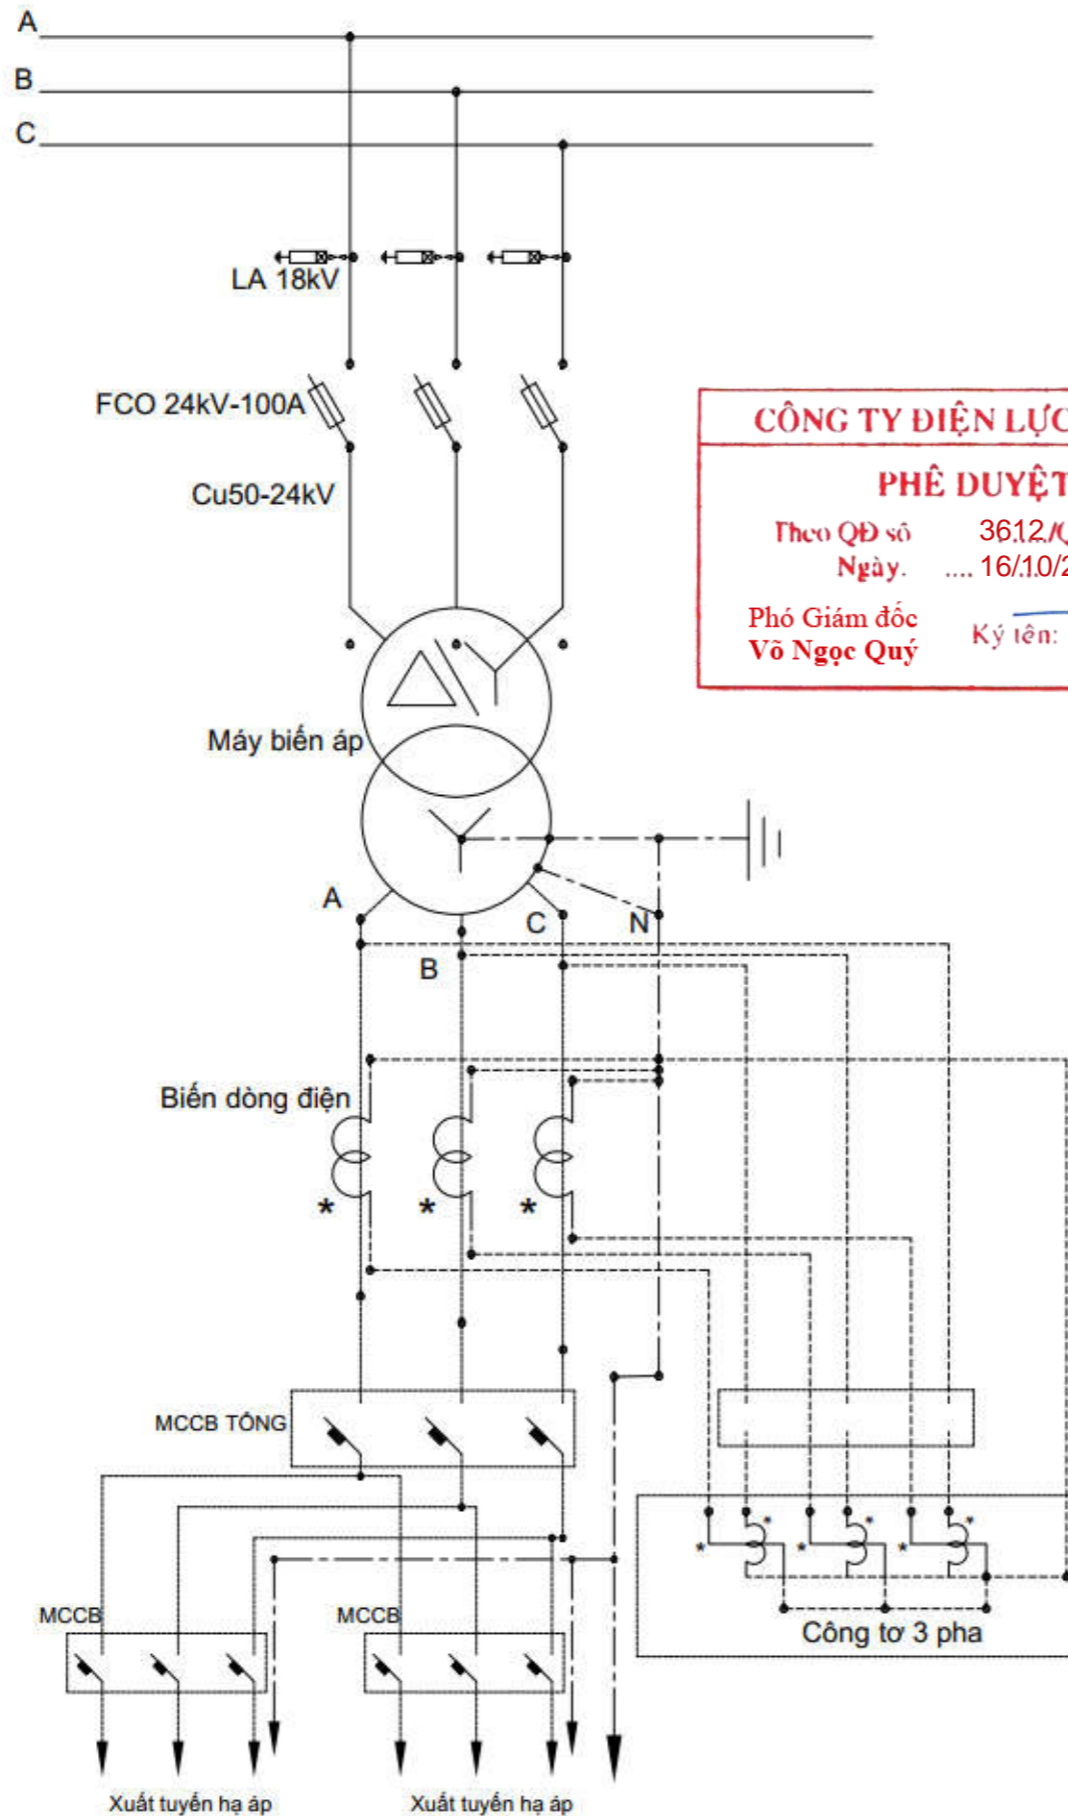 A
B
C
LA 18kV
FCO 24kV-100A
Cu50-24kV
CÔNG TY ĐIỆN LỰC
PHÊ DUYỆT
Theo QĐ số 3612./Q
Ngày. .... 16/10/2
Phó Giám đốc
Võ Ngọc Quý
Ký tên:
Máy biến áp
A
C
N
B
Biến dòng điện
*
*
*
MCCB TỔNG
*
*
*
*
*
*
MCCB
MCCB
Công tơ 3 pha
Xuất tuyến hạ áp
Xuất tuyến hạ áp